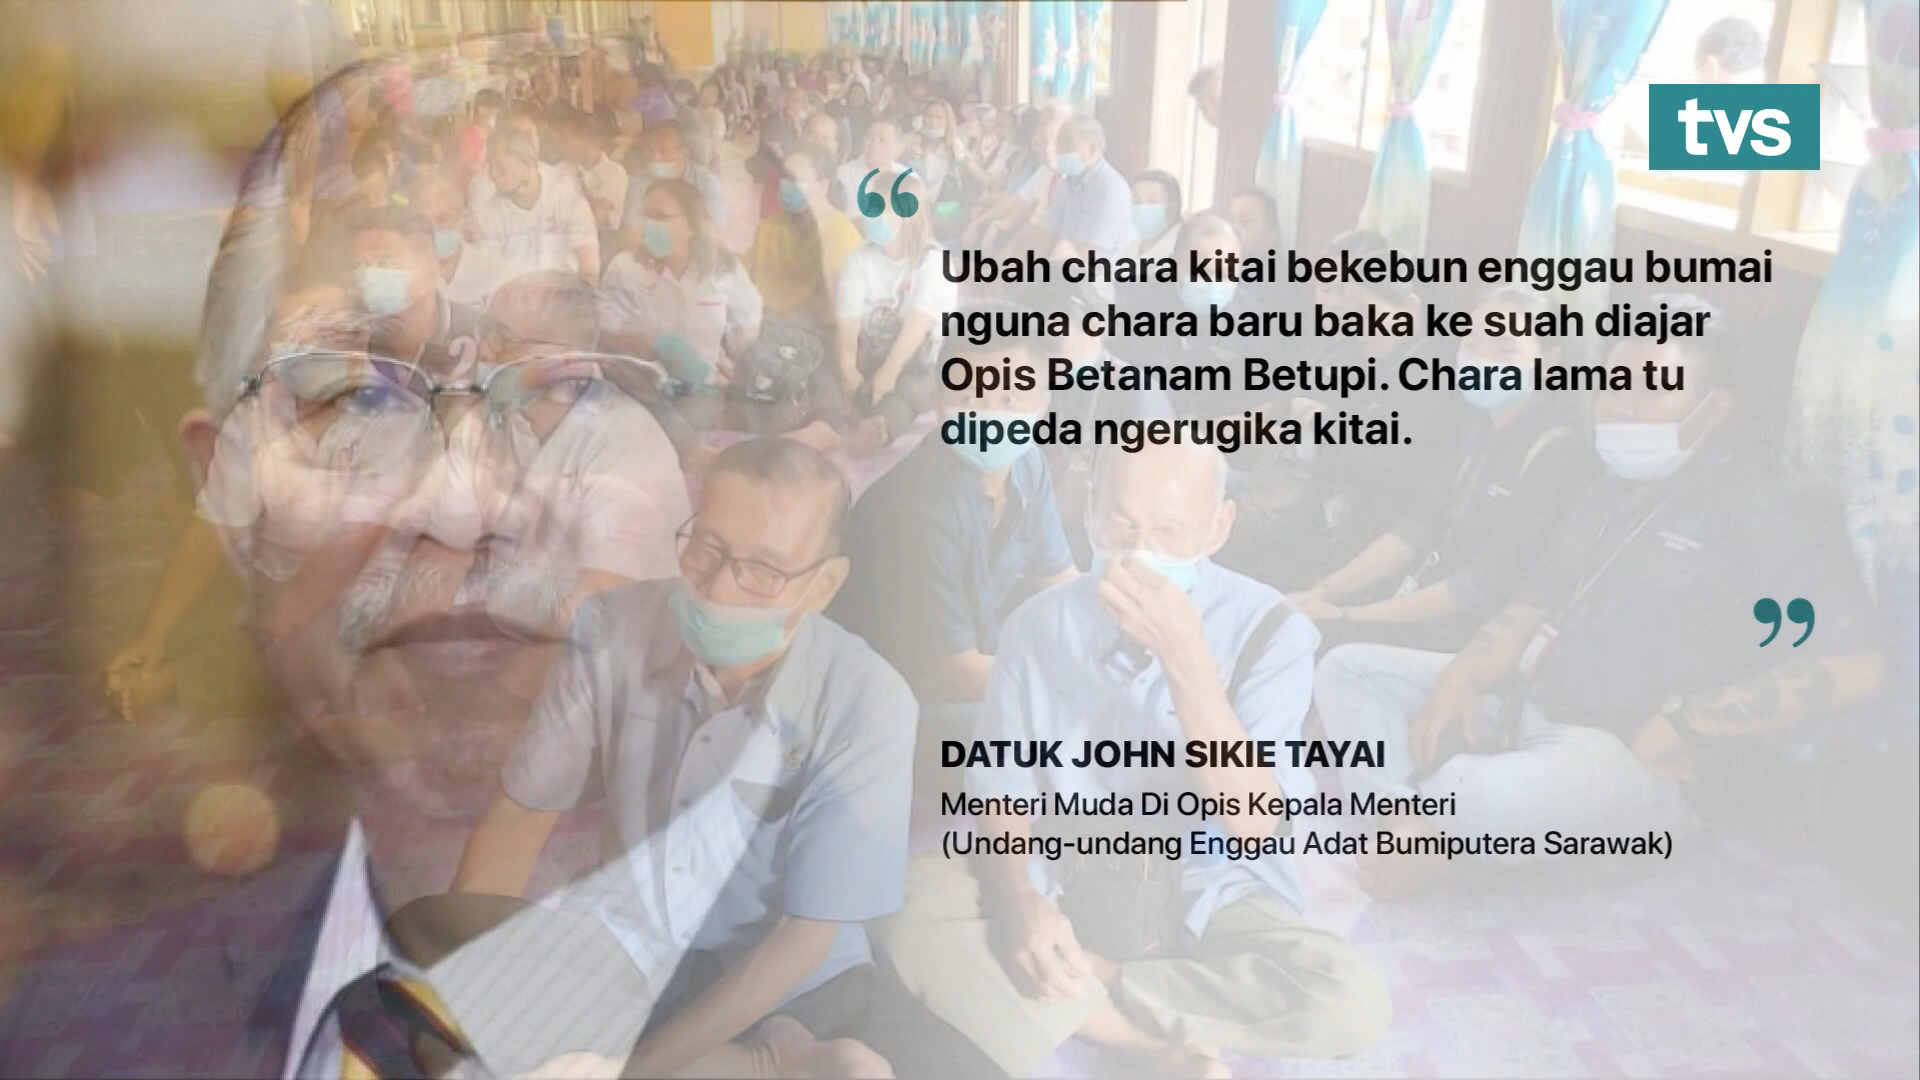 tvs
“
Ubah chara kitai bekebun enggau bumai
nguna chara baru baka ke suah diajar
Opis Betanam Betupi. Chara lama tu
dipeda ngerugika kitai.
”
DATUK JOHN SIKIE TAYAI
Menteri Muda Di Opis Kepala Menteri
(Undang-undang Enggau Adat Bumiputera Sarawak)